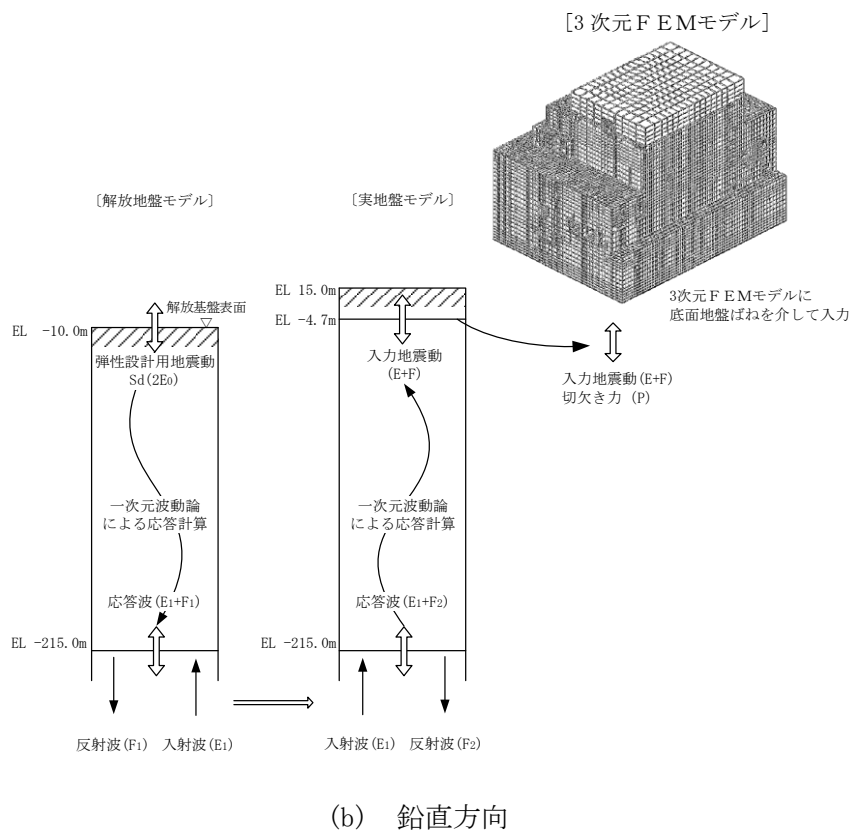 [3 次元ＦＥＭモデル]
〔解放地盤モデル〕
〔実地盤モデル〕
3次元ＦＥＭモデルに
底面地盤ばねを介して入力
入力地震動(E+F)
切欠き力 (P)
解放基盤表面
EL -10.0m
弾性設計用地震動
Sd(2E0)
一次元波動論
による応答計算
応答波(E1+F1)
EL -215.0m
反射波(F1)
入射波(E1)
EL 15.0m
EL -4.7m
入力地震動
(E+F)
一次元波動論
による応答計算
応答波(E1+F2)
EL -215.0m
入射波(E1)
反射波(F2)
(b) 鉛直方向